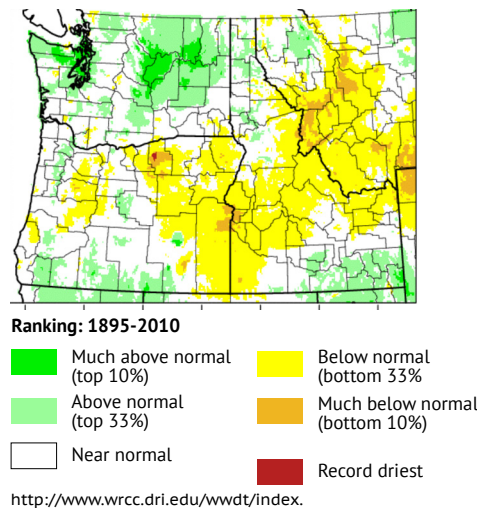 Ranking: 1895-2010
Much above normal
(top 10%)
Below normal
(bottom 33%
Above normal
(top 33%)
Much below normal
(bottom 10%)
Near normal
Record driest
http://www.wrcc.dri.edu/wwdt/index.